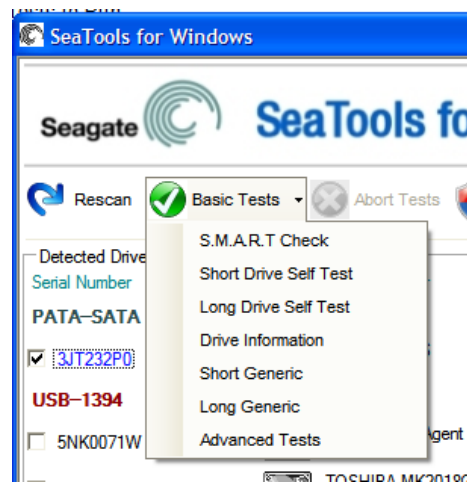 SeaTools for Windows
Seagate SeaTools fo
Rescan Basic Tests Abort Tests
S.M.A.R.T Check
Detected Drive
Short Drive Self Test
Serial Number
Long Drive Self Test
PATA-SATA
Drive Information
3JT232P0
Short Generic
USB-1394
Long Generic
5NK0071W
Advanced Tests
Agent
TOSHIBA MK2018G